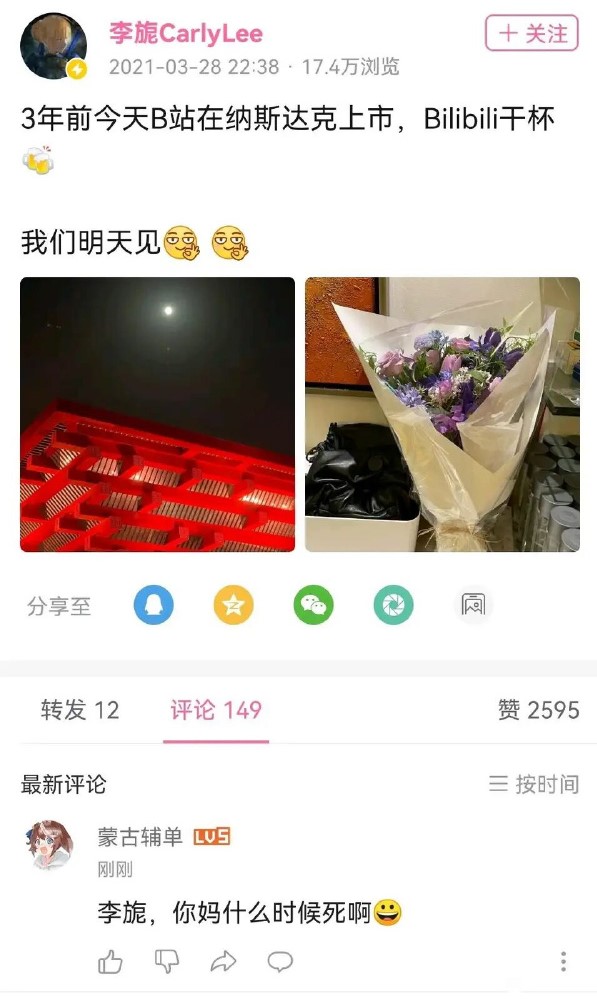 李旎CarlyLee
+ 关注
2021-03-28 22:38 · 17.4万浏览
3年前今天B站在纳斯达克上市，Bilibili干杯
🍻
我们明天见
分享至
转发 12
评论 149
赞 2595
最新评论
按时间
蒙古辅单 LV5
刚刚
李旎，你妈什么时候死啊😀